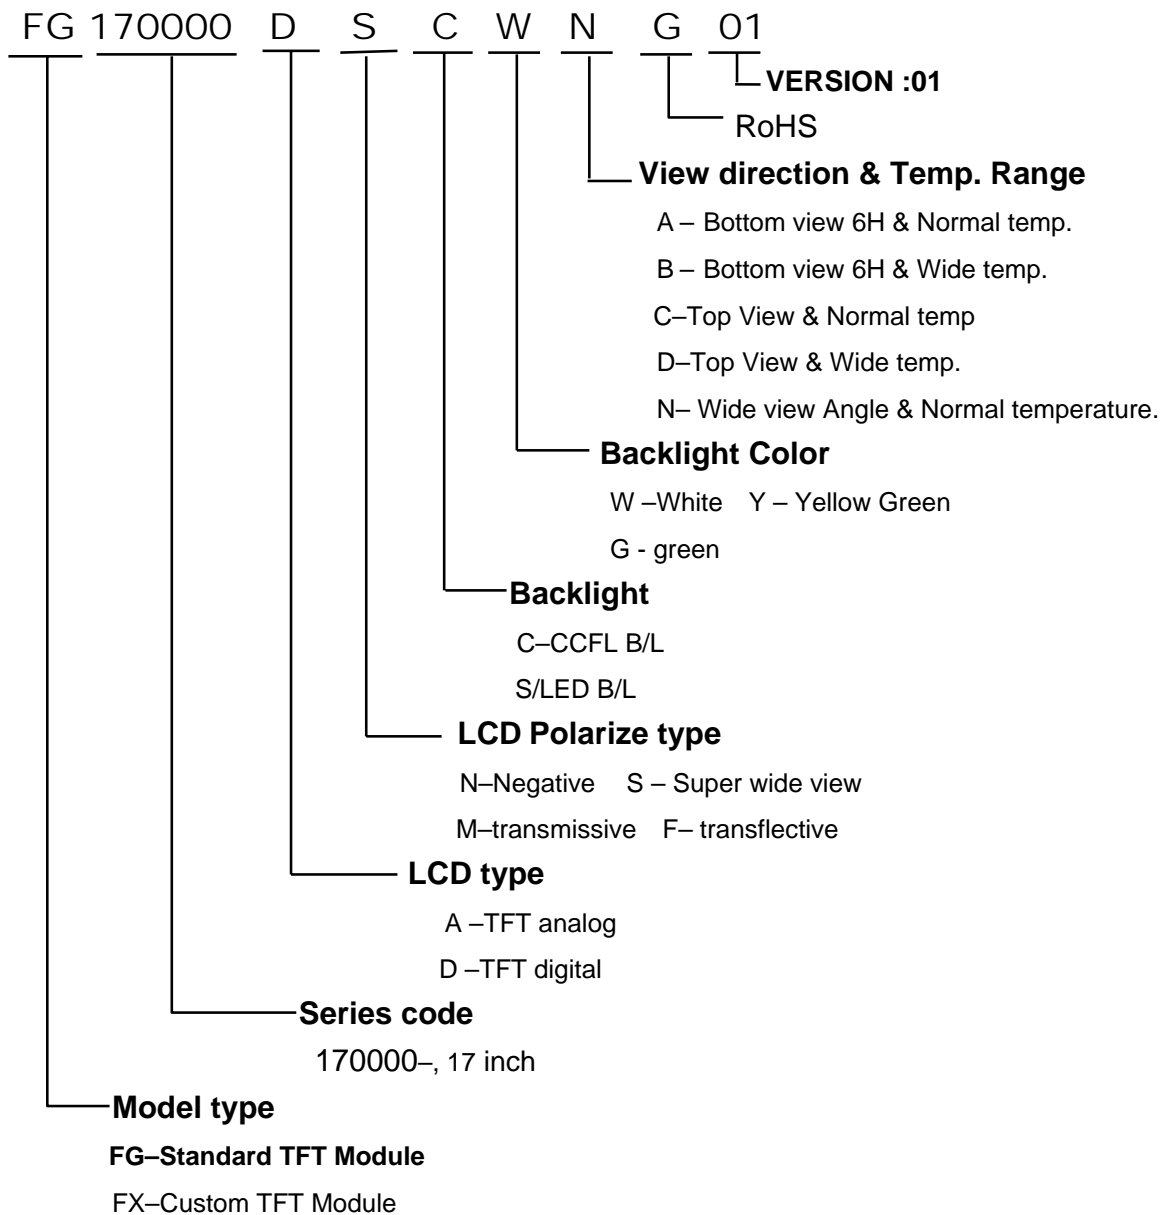 FG 170000 D S C W N G 01
VERSION :01
RoHS
View direction & Temp. Range
A – Bottom view 6H & Normal temp.
B – Bottom view 6H & Wide temp.
C–Top View & Normal temp
D–Top View & Wide temp.
N– Wide view Angle & Normal temperature.
Backlight Color
W –White Y – Yellow Green
G - green
Backlight
C–CCFL B/L
S/LED B/L
LCD Polarize type
N–Negative S – Super wide view
M–transmissive F– transflective
LCD type
A –TFT analog
D –TFT digital
Series code
170000–, 17 inch
Model type
FG–Standard TFT Module
FX–Custom TFT Module